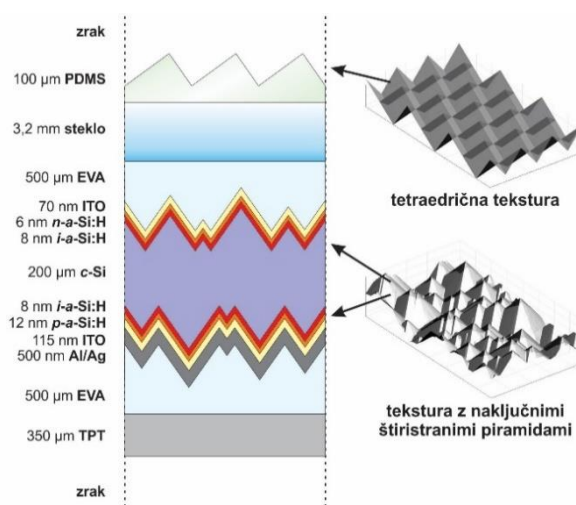 zrak
100 μm PDMS
3,2 mm steklo
500 μm EVA
70 nm ITO
6 nm n-a-Si:H
8 nm i-a-Si:H
200 μm c-Si
8 nm i-a-Si:H
12 nm p-a-Si:H
115 nm ITO
500 nm Al/Ag
500 μm EVA
350 μm TPT
zrak
tetraedrična tekstura
tekstura z naključnimi
štiristranimi piramidami